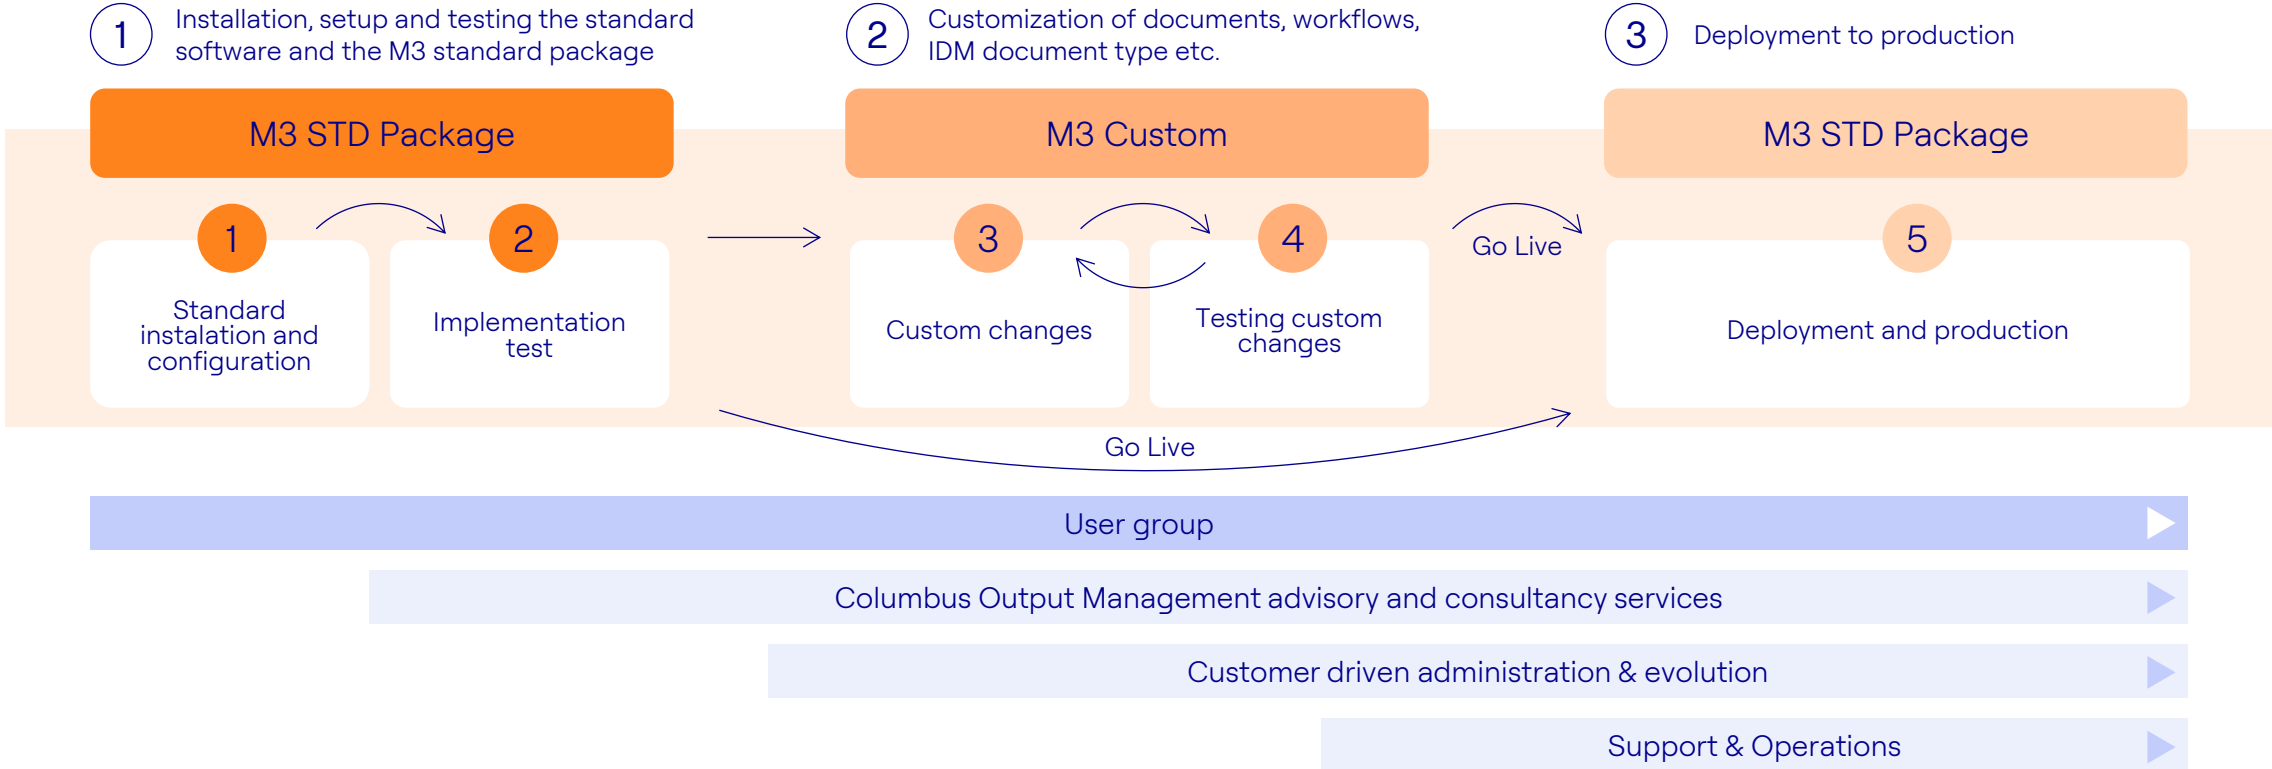 1
Installation, setup and testing the standard
software and the M3 standard package
2
Customization of documents, workflows,
IDM document type etc.
3
Deployment to production
M3 STD Package
M3 Custom
M3 STD Package
1
Standard
instalation and
configuration
2
Implementation
test
3
Custom changes
4
Testing custom
changes
Go Live
5
Deployment and production
Go Live
User group
Columbus Output Management advisory and consultancy services
Customer driven administration & evolution
Support & Operations